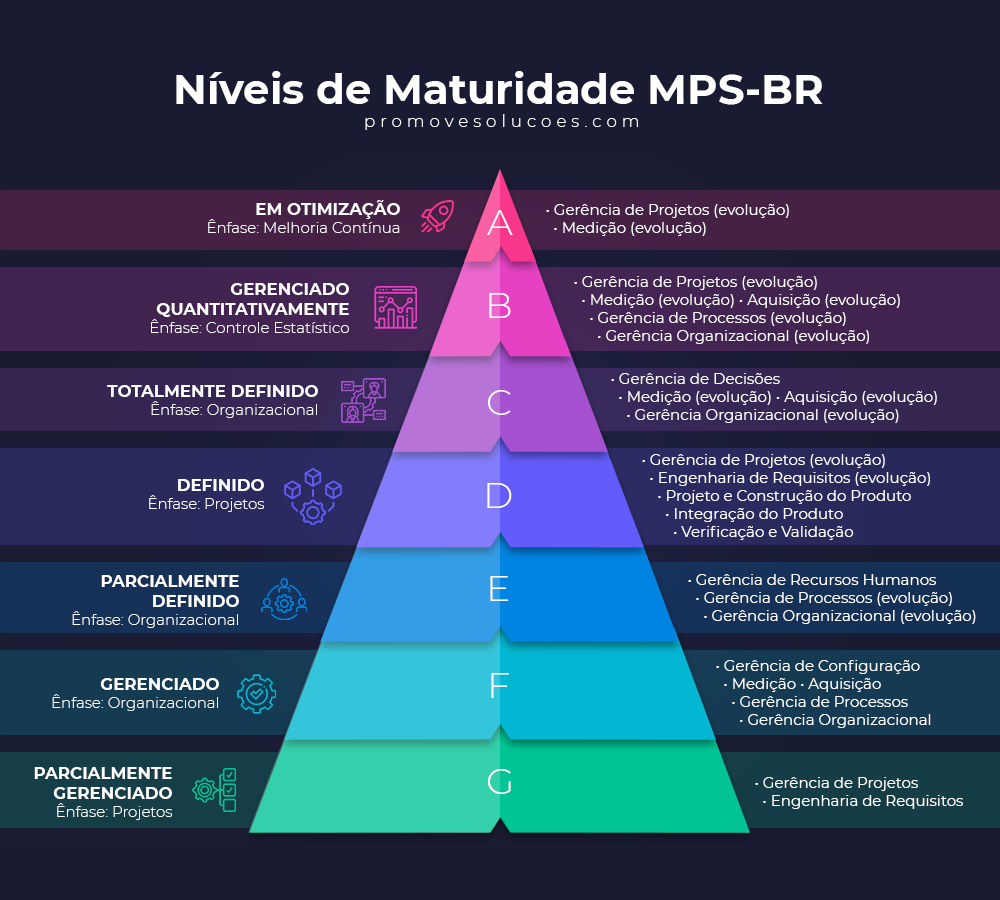 Níveis de Maturidade MPS-BR
promovesolucoes.com
EM OTIMIZAÇÃO
Ênfase: Melhoria Contínua
A
• Gerência de Projetos (evolução)
• Medição (evolução)
GERENCIADO
QUANTITATIVAMENTE
Ênfase: Controle Estatístico
B
• Gerência de Projetos (evolução)
• Medição (evolução) • Aquisição (evolução)
• Gerência de Processos (evolução)
• Gerência Organizacional (evolução)
TOTALMENTE DEFINIDO
Ênfase: Organizacional
C
• Gerência de Decisões
• Medição (evolução) • Aquisição (evolução)
• Gerência Organizacional (evolução)
DEFINIDO
Ênfase: Projetos
D
• Gerência de Projetos (evolução)
• Engenharia de Requisitos (evolução)
• Projeto e Construção do Produto
• Integração do Produto
• Verificação e Validação
PARCIALMENTE
DEFINIDO
Ênfase: Organizacional
E
• Gerência de Recursos Humanos
• Gerência de Processos (evolução)
• Gerência Organizacional (evolução)
GERENCIADO
Ênfase: Organizacional
F
• Gerência de Configuração
• Medição • Aquisição
• Gerência de Processos
• Gerência Organizacional
PARCIALMENTE
GERENCIADO
Ênfase: Projetos
G
• Gerência de Projetos
• Engenharia de Requisitos